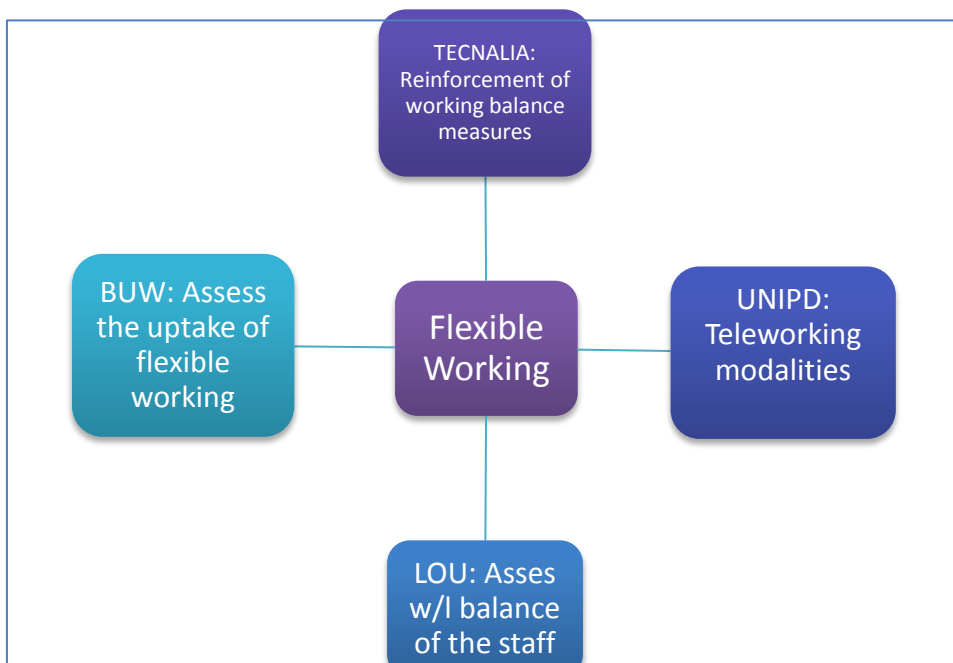 TECNALIA:
Reinforcement of
working balance
measures
BUW: Assess
the uptake of
flexible
working
Flexible
Working
UNIPD:
Teleworking
modalities
LOU: Asses
w/l balance
of the staff